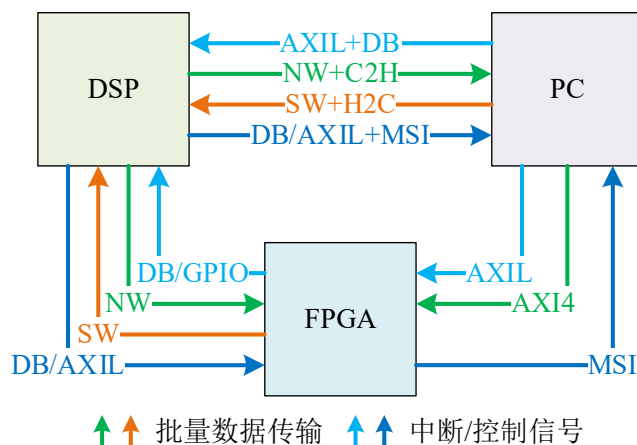 AXIL+DB
DSP
NW+C2H
PC
SW+H2C
DB/AXIL+MSI
DB/GPIO
AXIL
NW
FPGA
AXI4
SW
DB/AXIL
MSI
批量数据传输
中断/控制信号